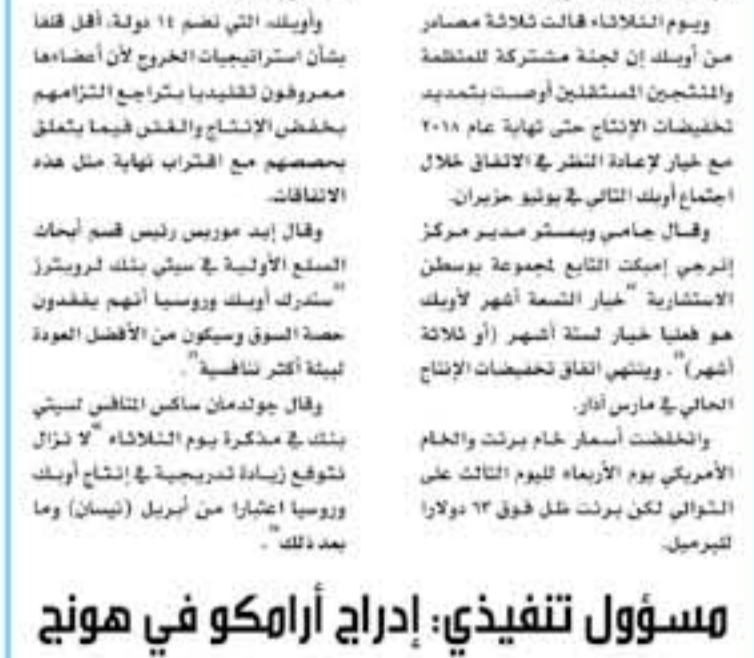 ويوم الثلاثاء قالت ثلاثة مصادر
من أوبك إن لجنة مشتركة للمنظمة
والمنتجين المستقلين أوصت بتمديد
تخفيضات الإنتاج حتى نهاية عام ٢٠١٨
مع خيار لإعادة النظر في الاتفاق خلال
اجتماع أوبك التالي في يونيو حزيران.
وقال جامي وبستر مدير مركز
إنرجي إمبكت التابع لمجموعة بوسطن
الاستشارية "خيار التسعة أشهر لأوبك
هو فعليا خيار لستة أشهر (أو ثلاثة
أشهر)". وينتهي اتفاق تخفيضات الإنتاج
الحالي في مارس آذار.
وانخفضت أسعار خام برنت والخام
الأمريكي يوم الأربعاء لليوم الثالث على
التوالي لكن برنت ظل فوق ٦٣ دولارا
للبرميل.
وأوبك، التي تضم ١٤ دولة، أقل قلقا
بشأن استراتيجيات الخروج لأن أعضاءها
معروفون تقليديا بتراجع التزامهم
بخفض الإنتاج والغش فيما يتعلق
بحصصهم مع اقتراب نهاية مثل هذه
الاتفاقات.
وقال إيد موريس رئيس قسم أبحاث
السلع الأولية في سيتي بنك لرويترز
"ستدرك أوبك وروسيا أنهم يفقدون
حصة السوق وسيكون من الأفضل العودة
لبيئة أكثر تنافسية".
وقال جولدمان ساكس المنافس لسيتي
بنك في مذكرة يوم الثلاثاء "لا نزال
نتوقع زيادة تدريجية في إنتاج أوبك
وروسيا اعتبارا من أبريل (نيسان) وما
بعد ذلك".
مسؤول تنفيذي: إدراج أرامكو في هونج